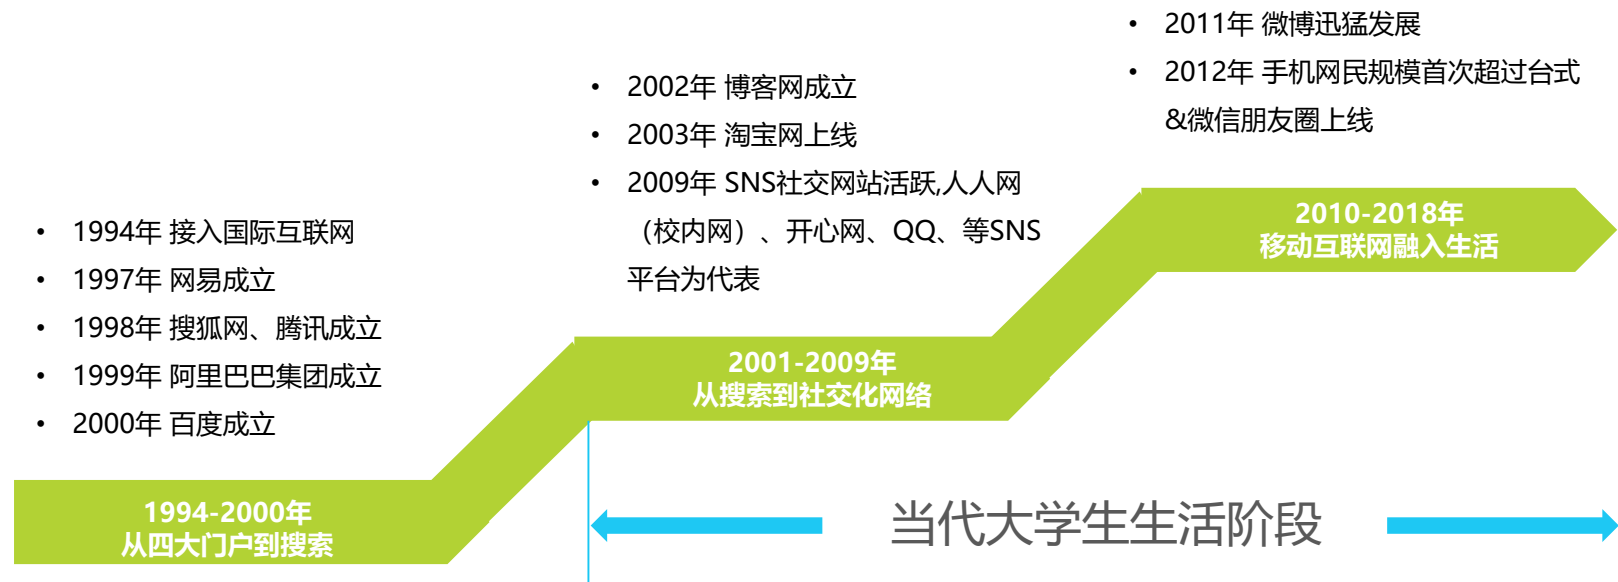 • 1994年 接入国际互联网
• 1997年 网易成立
• 1998年 搜狐网、腾讯成立
• 1999年 阿里巴巴集团成立
• 2000年 百度成立
1994-2000年
从四大门户到搜索
• 2002年 博客网成立
• 2003年 淘宝网上线
• 2009年 SNS社交网站活跃,人人网
（校内网）、开心网、QQ、等SNS
平台为代表
2001-2009年
从搜索到社交化网络
• 2011年 微博迅猛发展
• 2012年 手机网民规模首次超过台式
&微信朋友圈上线
2010-2018年
移动互联网融入生活
当代大学生生活阶段